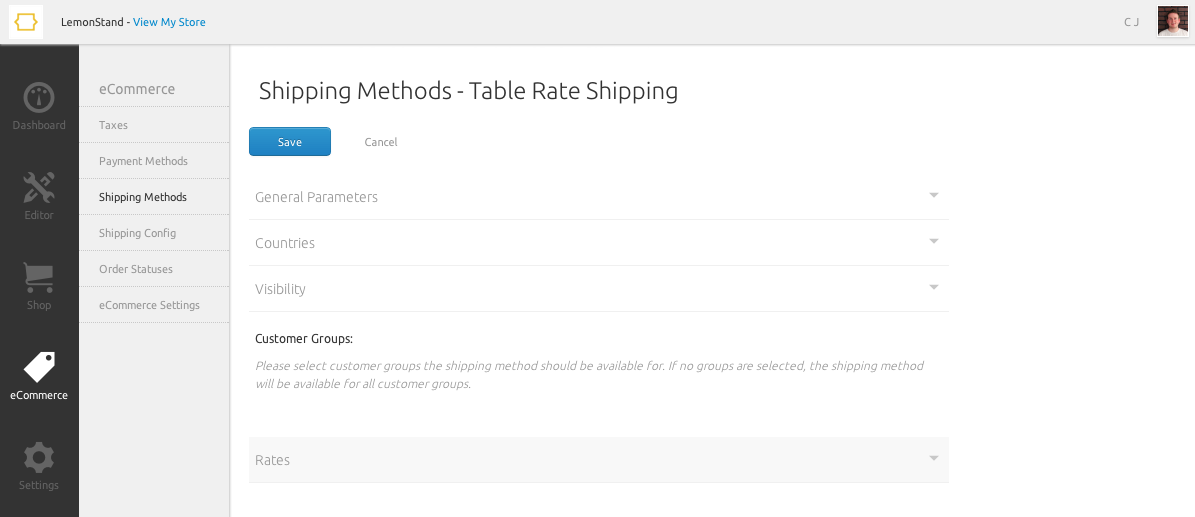 LemonStand - View My Store
C J
Dashboard
Editor
Shop
eCommerce
Settings
eCommerce
Taxes
Payment Methods
Shipping Methods
Shipping Config
Order Statuses
eCommerce Settings
Shipping Methods - Table Rate Shipping
Save Cancel
General Parameters
Countries
Visibility
Customer Groups:
Please select customer groups the shipping method should be available for. If no groups are selected, the shipping method
will be available for all customer groups.
Rates